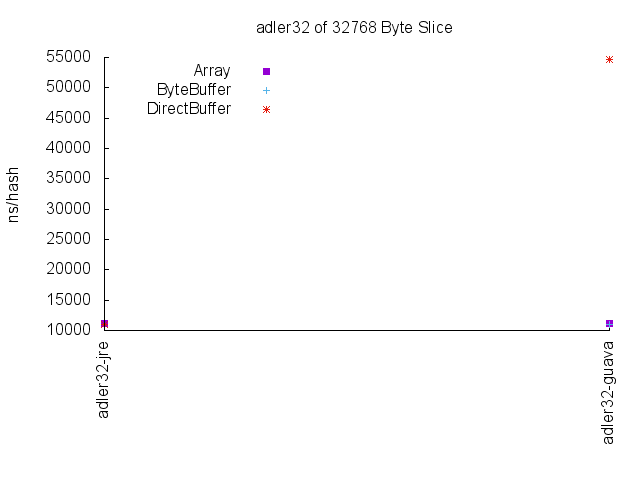 adler32 of 32768 Byte Slice
55000
50000
45000
40000
35000
30000
25000
20000
15000
10000
ns/hash
Array
ByteBuffer
DirectBuffer
adler32-jre
adler32-guava